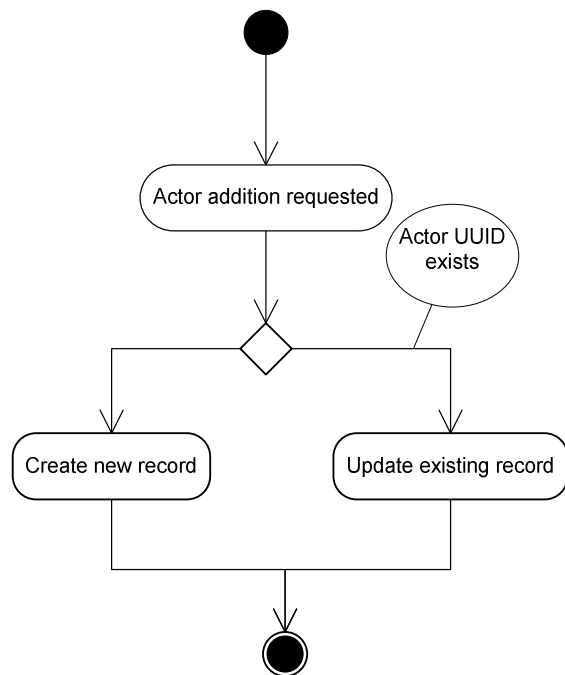 Actor addition requested
Actor UUID
exists
Create new record
Update existing record